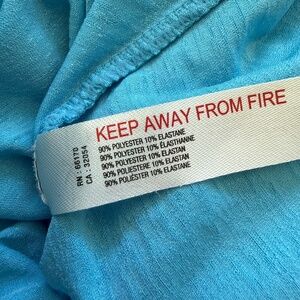 KEEP AWAY FROM FIRE
90% POLYESTER 10% ELASTANE
90% POLYESTER 10% ÉLASTHANNE
90% POLYESTER 10% ELASTAN
90% POLIESTERE 10% ELASTAN
90% POLIÉSTER 10% ELASTANE
RN : 66170
CA : 32054